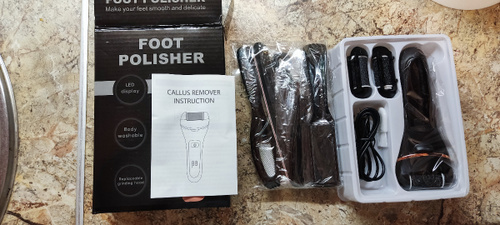 FOOT POLISHER
Make your feet smooth and delicate
FOOT
POLISHER
LED
display
Body
washable
Replaceable
grinding head
CALLUS REMOVER
INSTRUCTION